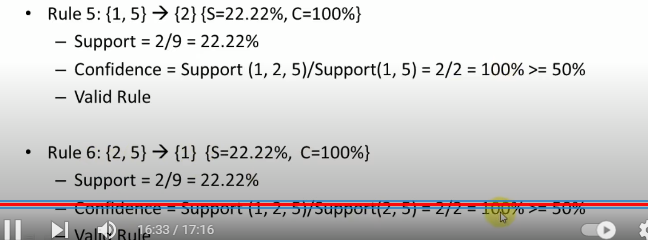 • Rule 5: {1, 5} → {2} {S=22.22%, C=100%}
– Support = 2/9 = 22.22%
– Confidence = Support (1, 2, 5)/Support(1, 5) = 2/2 = 100% >= 50%
– Valid Rule
• Rule 6: {2, 5} → {1} {S=22.22%, C=100%}
– Support = 2/9 = 22.22%
– Confidence = Support (1, 2, 5)/Support(2, 5) = 2/2 = 100% >= 50%
– Valid Rule
16:33 / 17:16